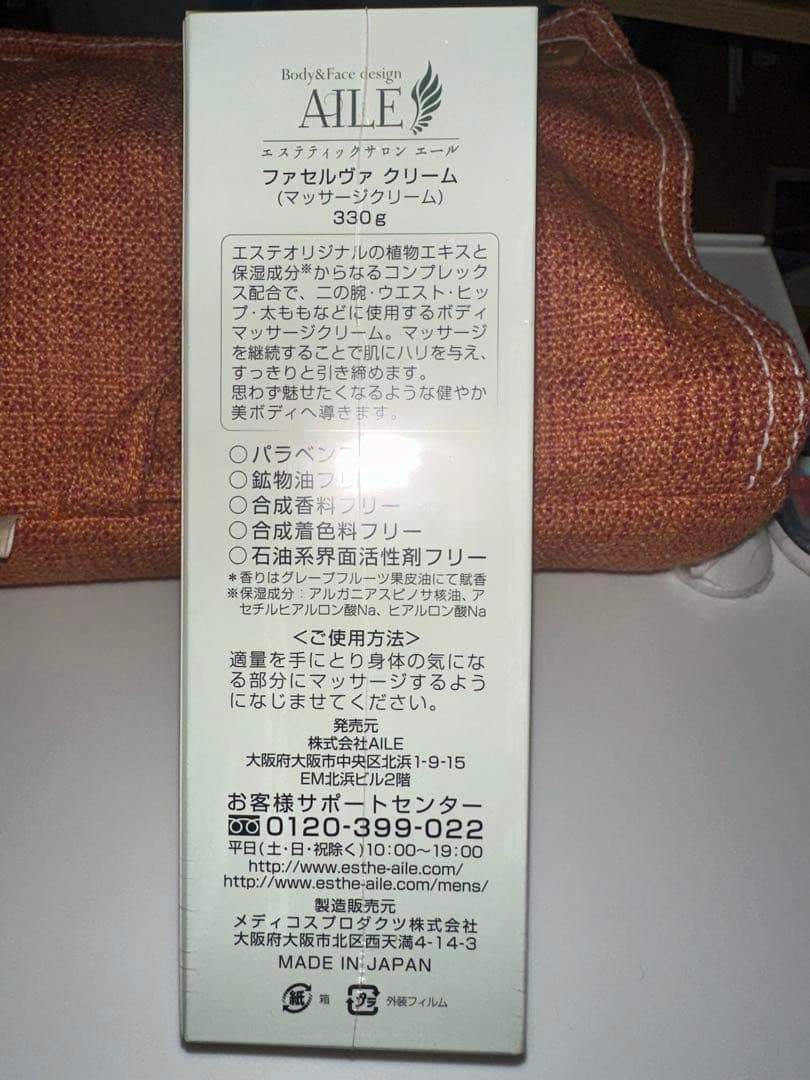 Body&Face design
AILE
エステティックサロン エール
ファセルヴァ クリーム
(マッサージクリーム)
330g
エステオリジナルの植物エキスと
保湿成分※からなるコンプレック
ス配合で、二の腕・ウエスト・ヒッ
プ・太ももなどに使用するボディ
マッサージクリーム。マッサージ
を継続することで肌にハリを与え、
すっきりと引き締めます。
思わず魅せたくなるような健やか
美ボディへ導きます。
○パラベン
○鉱物油フリー
○合成香料フリー
○合成着色料フリー
○石油系界面活性剤フリー
*香りはグレープフルーツ果皮油にて賦香
※保湿成分：アルガニアスピノサ核油、ア
セチルヒアルロン酸Na、ヒアルロン酸Na
＜ご使用方法＞
適量を手にとり身体の気にな
る部分にマッサージするよう
になじませてください。
発売元
株式会社AILE
大阪府大阪市中央区北浜1-9-15
EM北浜ビル2階
お客様サポートセンター
0120-399-022
平日(土・日・祝除く)10:00～19:00
http://www.esthe-aile.com/
http://www.esthe-aile.com/mens/
製造販売元
メディコスプロダクツ株式会社
大阪府大阪市北区西天満4-14-3
MADE IN JAPAN
紙 箱 プラ 外装フィルム